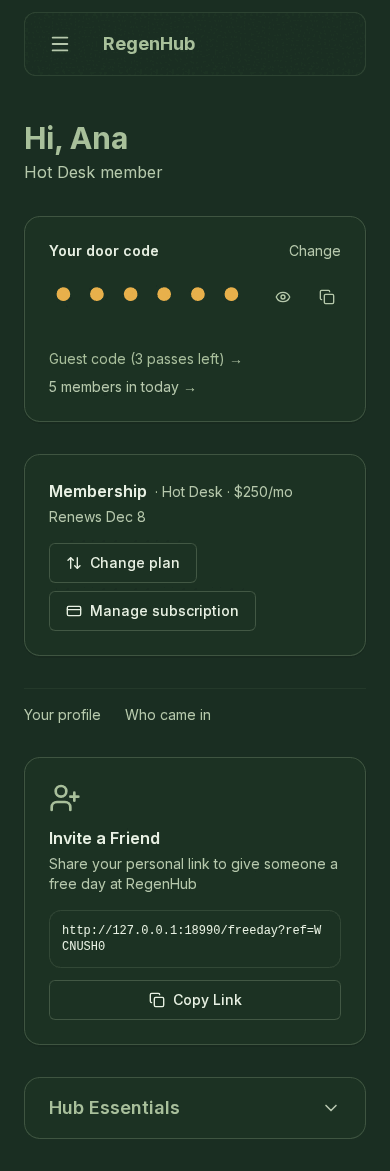 RegenHub
Hi, Ana
Hot Desk member
Your door code
Change
Guest code (3 passes left) →
5 members in today →
Membership · Hot Desk · $250/mo
Renews Dec 8
Change plan
Manage subscription
Your profile
Who came in
Invite a Friend
Share your personal link to give someone a
free day at RegenHub
http://127.0.0.1:18990/freeday?ref=W
CNUSH0
Copy Link
Hub Essentials